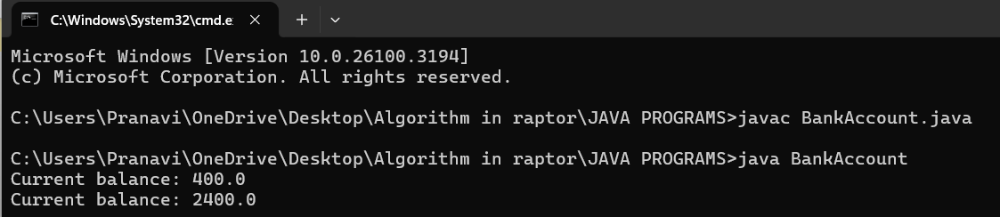 C:\Windows\System32\cmd.e
Microsoft Windows [Version 10.0.26100.3194]
(c) Microsoft Corporation. All rights reserved.
C:\Users\Pranavi\OneDrive\Desktop\Algorithm in raptor\JAVA PROGRAMS>javac BankAccount.java
C:\Users\Pranavi\OneDrive\Desktop\Algorithm in raptor\JAVA PROGRAMS>java BankAccount
Current balance: 400.0
Current balance: 2400.0